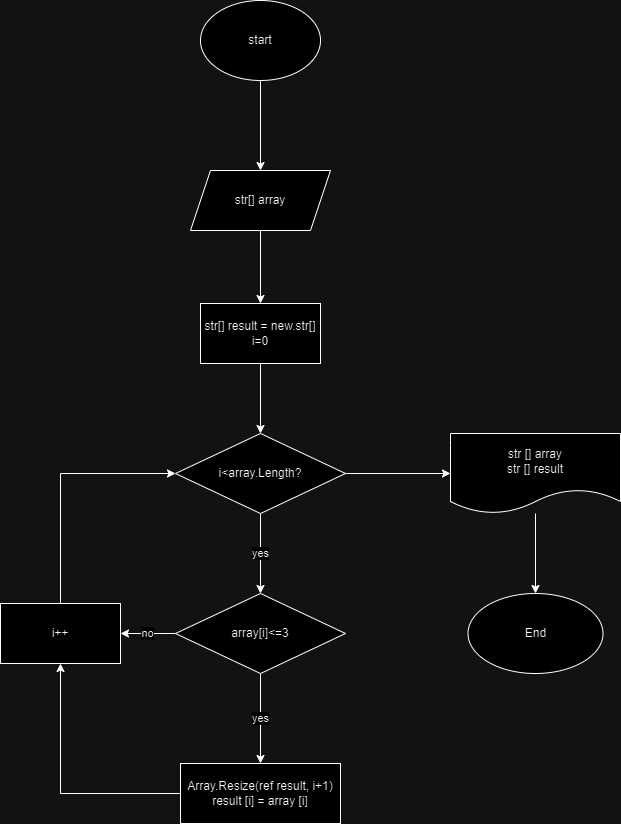 start
str[] array
str[] result = new.str[]
i=0
i<array.Length?
str [] array
str [] result
yes
array[i]<=3
no
i++
End
yes
Array.Resize(ref result, i+1)
result [i] = array [i]